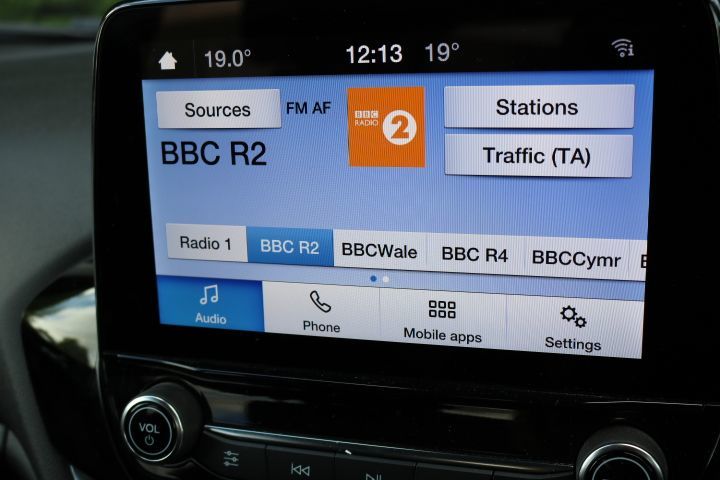 19.0° 12:13 19°
Sources FM AF BBC RADIO 2 Stations
BBC R2 Traffic (TA)
Radio 1 BBC R2 BBCWale BBC R4 BBCCymr
Audio Phone Mobile apps Settings
VOL